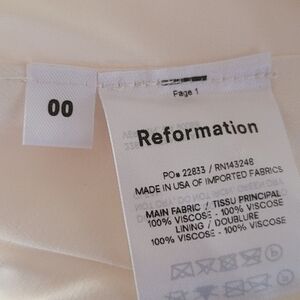 00
Page 1
Reformation
PO# 22833 / RN143246
MADE IN USA OF IMPORTED FABRICS
MAIN FABRIC / TISSU PRINCIPAL
100% VISCOSE - 100% VISCOSE
LINING / DOUBLURE
100% VISCOSE - 100% VISCOSE